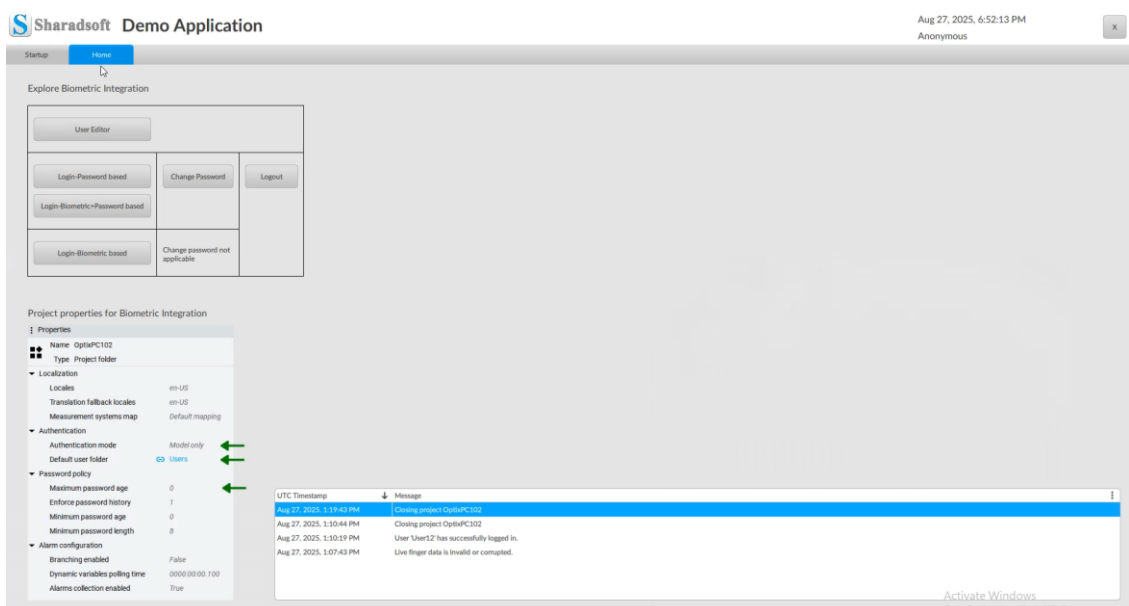 S Sharadsoft Demo Application
Aug 27, 2025, 6:52:13 PM
Anonymous
x
Startup
Home
Explore Biometric Integration
User Editor
Login-Password based
Change Password
Logout
Login-Biometric+Password based
Login-Biometric based
Change password not
applicable
Project properties for Biometric Integration
Properties
Name OptixPC102
Type Project folder
Localization
Locales en-US
Translation fallback locales en-US
Measurement systems map Default mapping
Authentication
Authentication mode Model only
Default user folder Users
Password policy
Maximum password age 0
Enforce password history 1
Minimum password age 0
Minimum password length 8
Alarm configuration
Branching enabled False
Dynamic variables polling time 0000:00:00.100
Alarms collection enabled True
UTC Timestamp Message
Aug 27, 2025, 1:19:43 PM Closing project OptixPC102
Aug 27, 2025, 1:10:44 PM Closing project OptixPC102
Aug 27, 2025, 1:10:19 PM User 'User12' has successfully logged in.
Aug 27, 2025, 1:07:43 PM Live finger data is invalid or corrupted.
Activate Windows